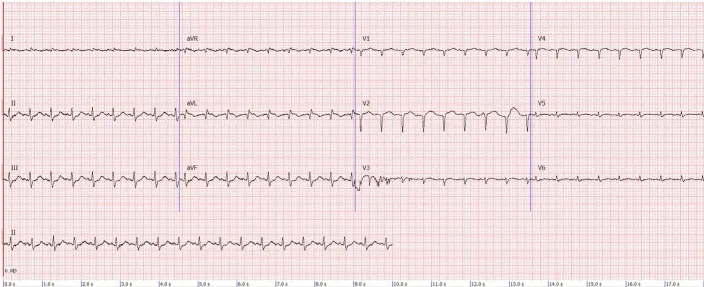 I aVR V1 V4
II aVL V2 V5
III aVF V3 V6
II
0.0 s 1.0 s 2.0 s 3.0 s 4.0 s 5.0 s 6.0 s 7.0 s 8.0 s 9.0 s 10.0 s 11.0 s 12.0 s 13.0 s 14.0 s 15.0 s 16.0 s 17.0 s